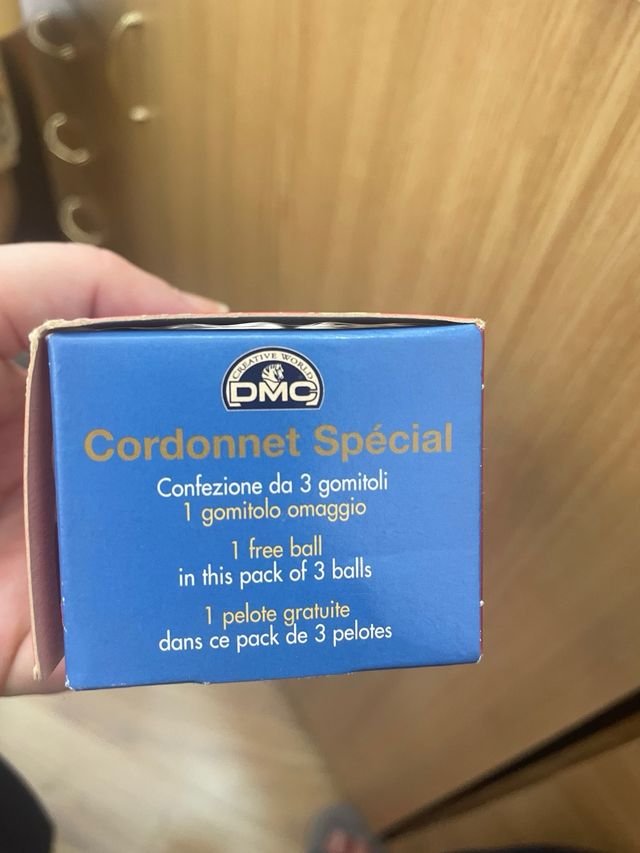 CREATIVE WORLD
DMC
Cordonnet Spécial
Confezione da 3 gomitoli
1 gomitolo omaggio
1 free ball
in this pack of 3 balls
1 pelote gratuite
dans ce pack de 3 pelotes